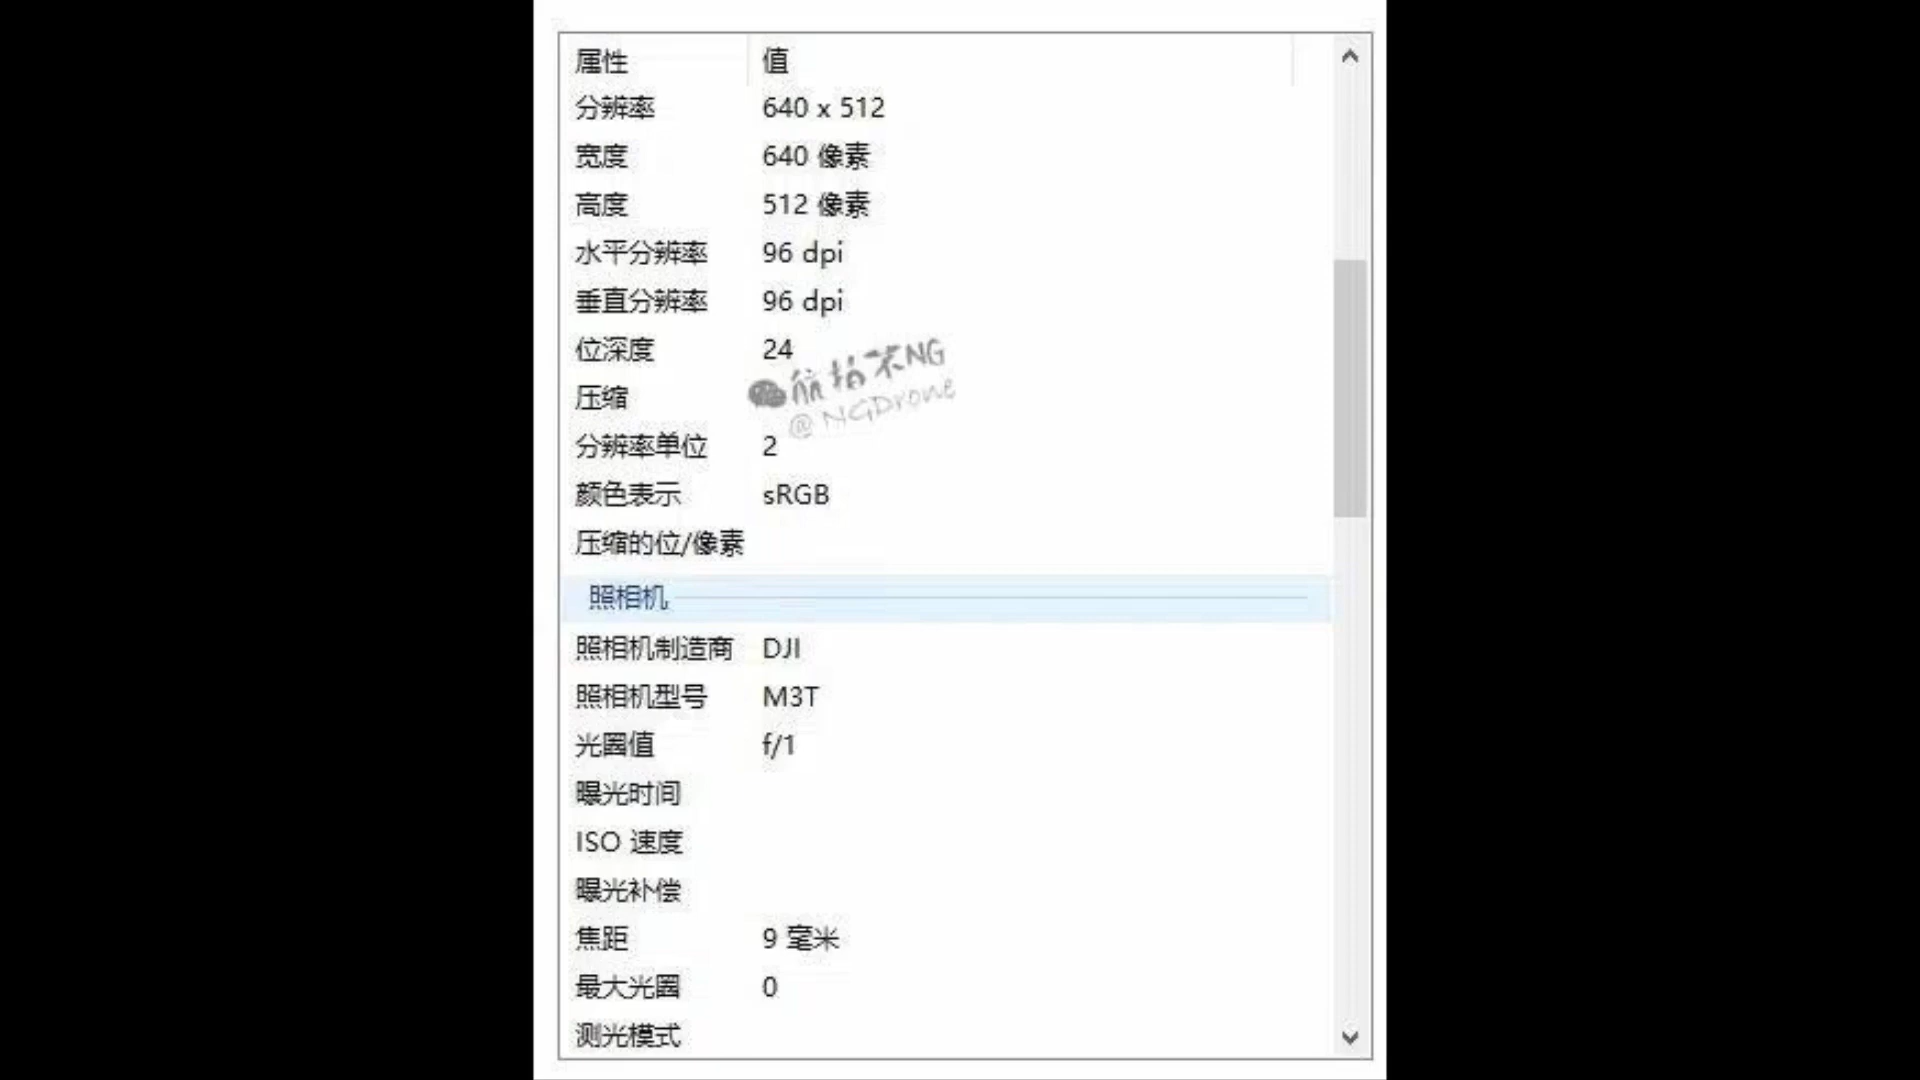 属性 值
分辨率 640 x 512
宽度 640 像素
高度 512 像素
水平分辨率 96 dpi
垂直分辨率 96 dpi
位深度 24
航拍茶NG
@NGDrone
压缩
分辨率单位 2
颜色表示 sRGB
压缩的位/像素
照相机
照相机制造商 DJI
照相机型号 M3T
光圈值 f/1
曝光时间
ISO 速度
曝光补偿
焦距 9 毫米
最大光圈 0
测光模式